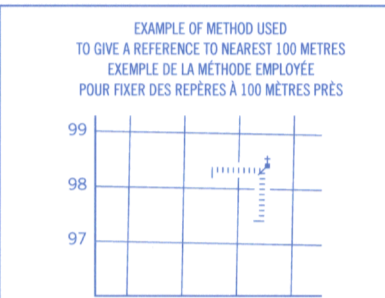 EXAMPLE OF METHOD USED
TO GIVE A REFERENCE TO NEAREST 100 METRES
EXEMPLE DE LA MÉTHODE EMPLOYÉE
POUR FIXER DES REPÈRES À 100 MÈTRES PRÈS
99
98
97